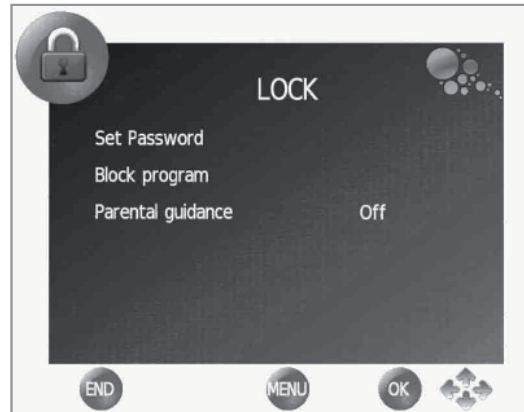 LOCK
Set Password
Block program
Parental guidance Off
END MENU OK